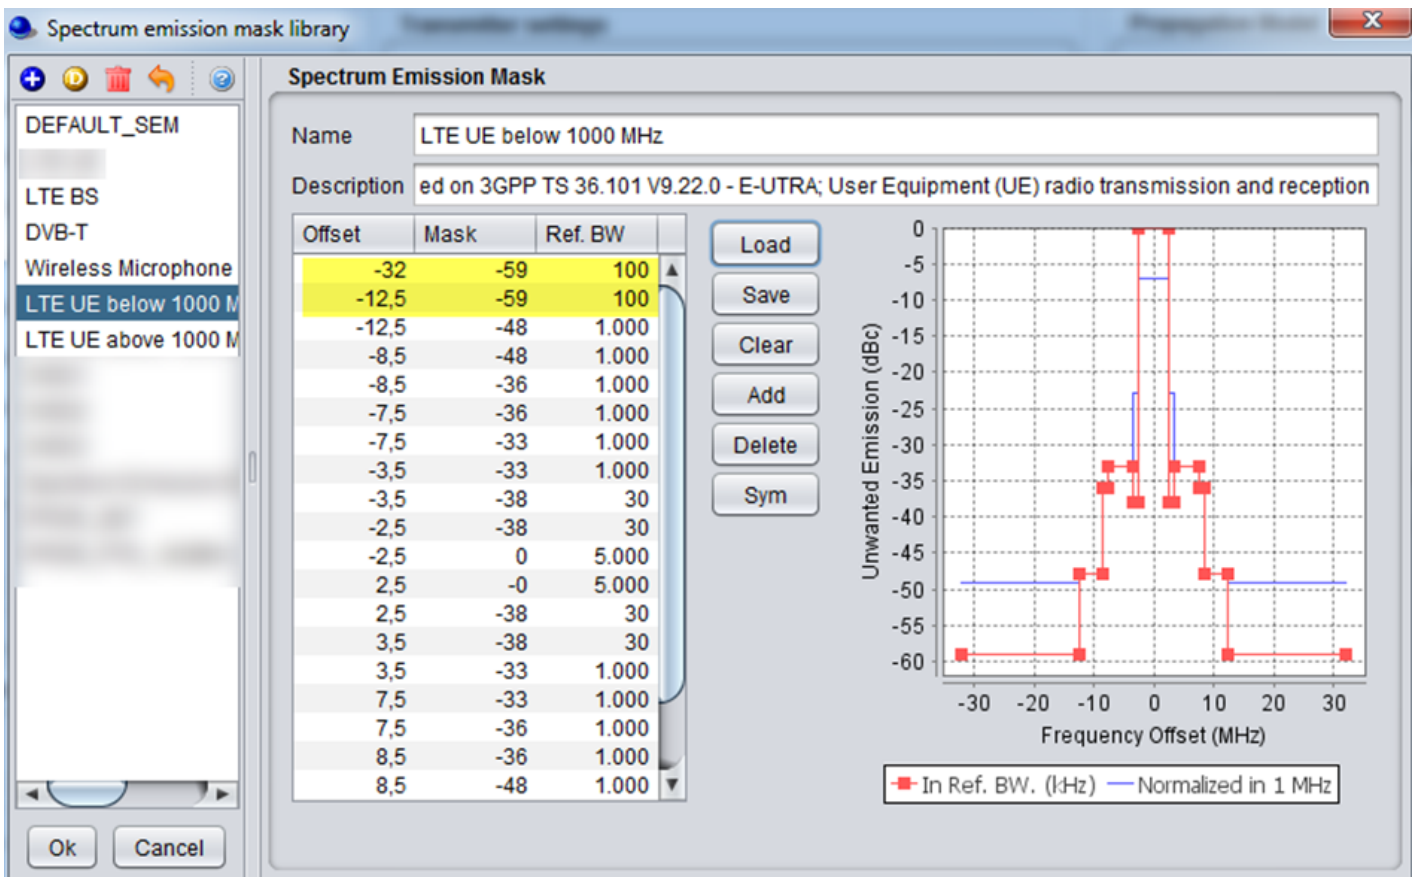 Spectrum emission mask library
DEFAULT_SEM
LTE BS
DVB-T
Wireless Microphone
LTE UE below 1000 M
LTE UE above 1000 M
Ok Cancel
Spectrum Emission Mask
Name LTE UE below 1000 MHz
Description ed on 3GPP TS 36.101 V9.22.0 - E-UTRA; User Equipment (UE) radio transmission and reception
Offset Mask Ref. BW
-32 -59 100
-12,5 -59 100
-12,5 -48 1.000
-8,5 -48 1.000
-8,5 -36 1.000
-7,5 -36 1.000
-7,5 -33 1.000
-3,5 -33 1.000
-3,5 -38 30
-2,5 -38 30
-2,5 0 5.000
2,5 -0 5.000
2,5 -38 30
3,5 -38 30
3,5 -33 1.000
7,5 -33 1.000
7,5 -36 1.000
8,5 -36 1.000
8,5 -48 1.000
Load
Save
Clear
Add
Delete
Sym
Unwanted Emission (dBc)
0
-5
-10
-15
-20
-25
-30
-35
-40
-45
-50
-55
-60
-30 -20 -10 0 10 20 30
Frequency Offset (MHz)
In Ref. BW. (kHz) Normalized in 1 MHz